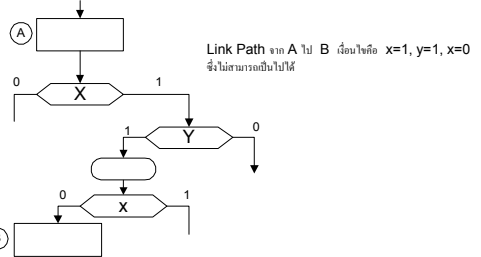 A
Link Path จาก A ไป B เงื่อนไขคือ x=1, y=1, x=0
ซึ่งไม่สามารถเป็นไปได้
0
X
1
1
Y
0
0
x
1